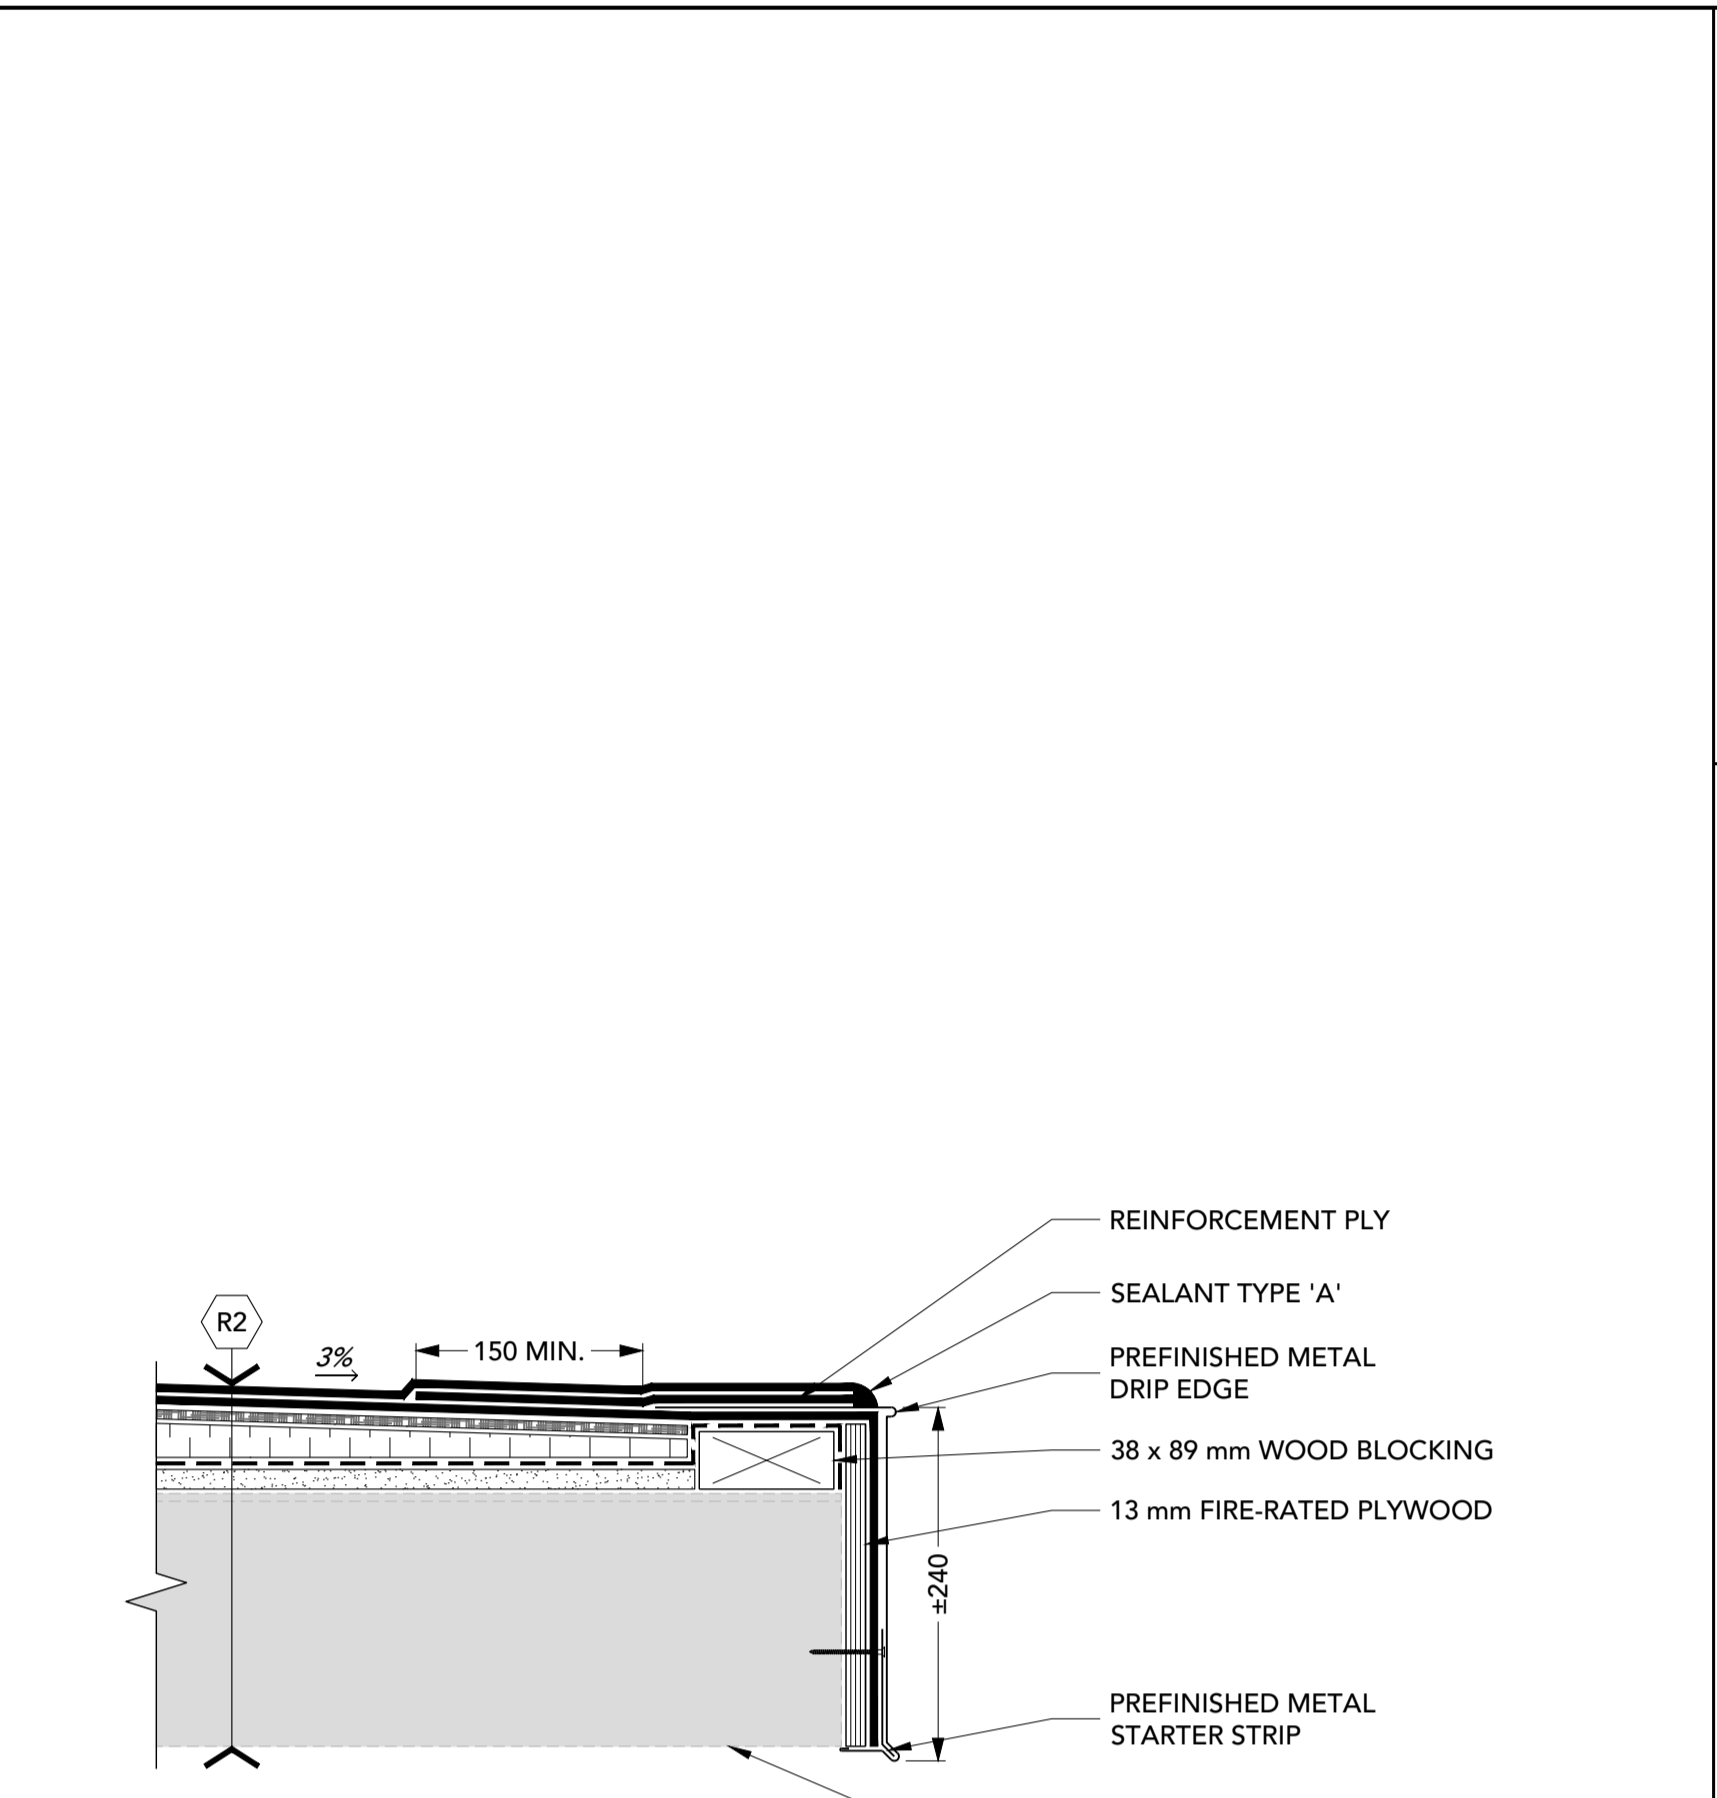 REINFORCEMENT PLY
SEALANT TYPE 'A'
R2
3%
150 MIN.
PREFINISHED METAL
DRIP EDGE
38 x 89 mm WOOD BLOCKING
13 mm FIRE-RATED PLYWOOD
±240
PREFINISHED METAL
STARTER STRIP